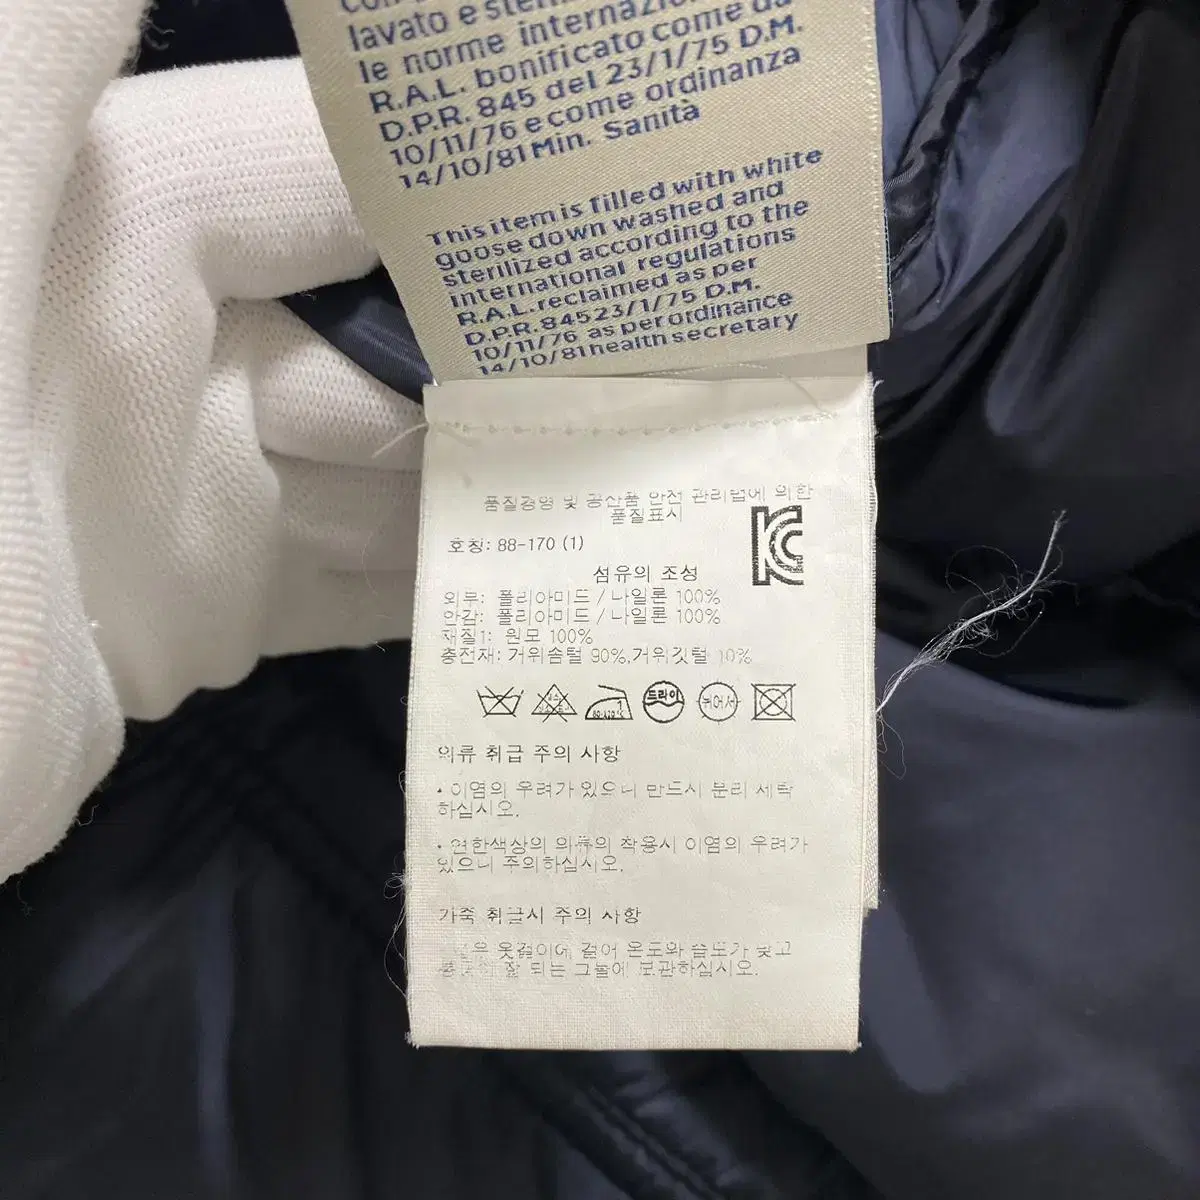 lavato e
le norme internazio
R.A.L. bonificato come da
D.P.R. 845 del 23/1/75 D.M.
10/11/76 e come ordinanza
14/10/81 Min. Sanità
This item is filled with white
goose down washed and
sterilized according to the
international regulations
R.A.L. reclaimed as per
D.P.R. 845 23/1/75 D.M.
10/11/76 as per ordinance
14/10/81 health secretary
품질경영 및 공산품 안전 관리법에 의한
품질표시
호칭: 88-170 (1)
KC
섬유의 조성
외부: 폴리아미드 / 나일론 100%
안감: 폴리아미드 / 나일론 100%
재질1: 원모 100%
충전재: 거위솜털 90%,거위깃털 10%
드라이
의류 취급 주의 사항
• 이염의 우려가 있으니 반드시 분리 세탁
하십시오.
• 연한색상의 의류의 착용시 이염의 우려가
있으니 주의하십시오.
가죽 취급시 주의 사항
옷걸이에 걸어 온도와 습도가 낮고
잘 되는 그늘에 보관하십시오.